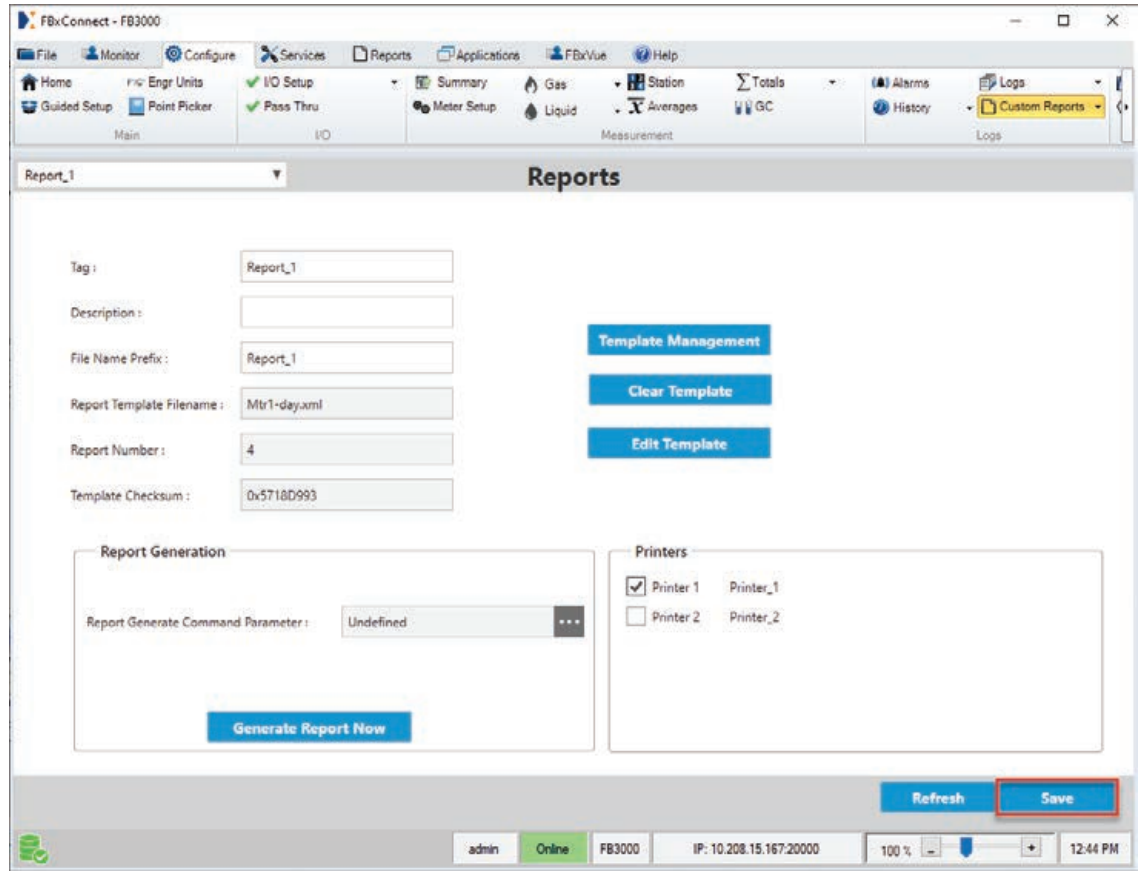 FBxConnect - FB3000
File Monitor Configure Services Reports Applications FBxVue Help
Home Engr Units I/O Setup Summary Gas Station Totals Alarms Logs
Guided Setup Point Picker Pass Thru Meter Setup Liquid Averages GC History Custom Reports
Main I/O Measurement Logs
Report_1 Reports
Tag : Report_1
Description :
Template Management
File Name Prefix : Report_1
Clear Template
Report Template Filename : Mtr1-day.xml
Edit Template
Report Number : 4
Template Checksum : 0x5718D993
Report Generation
Report Generate Command Parameter : Undefined ...
Generate Report Now
Printers
Printer 1 Printer_1
Printer 2 Printer_2
Refresh Save
admin Online FB3000 IP: 10.208.15.167:20000 100 % - + 12:44 PM